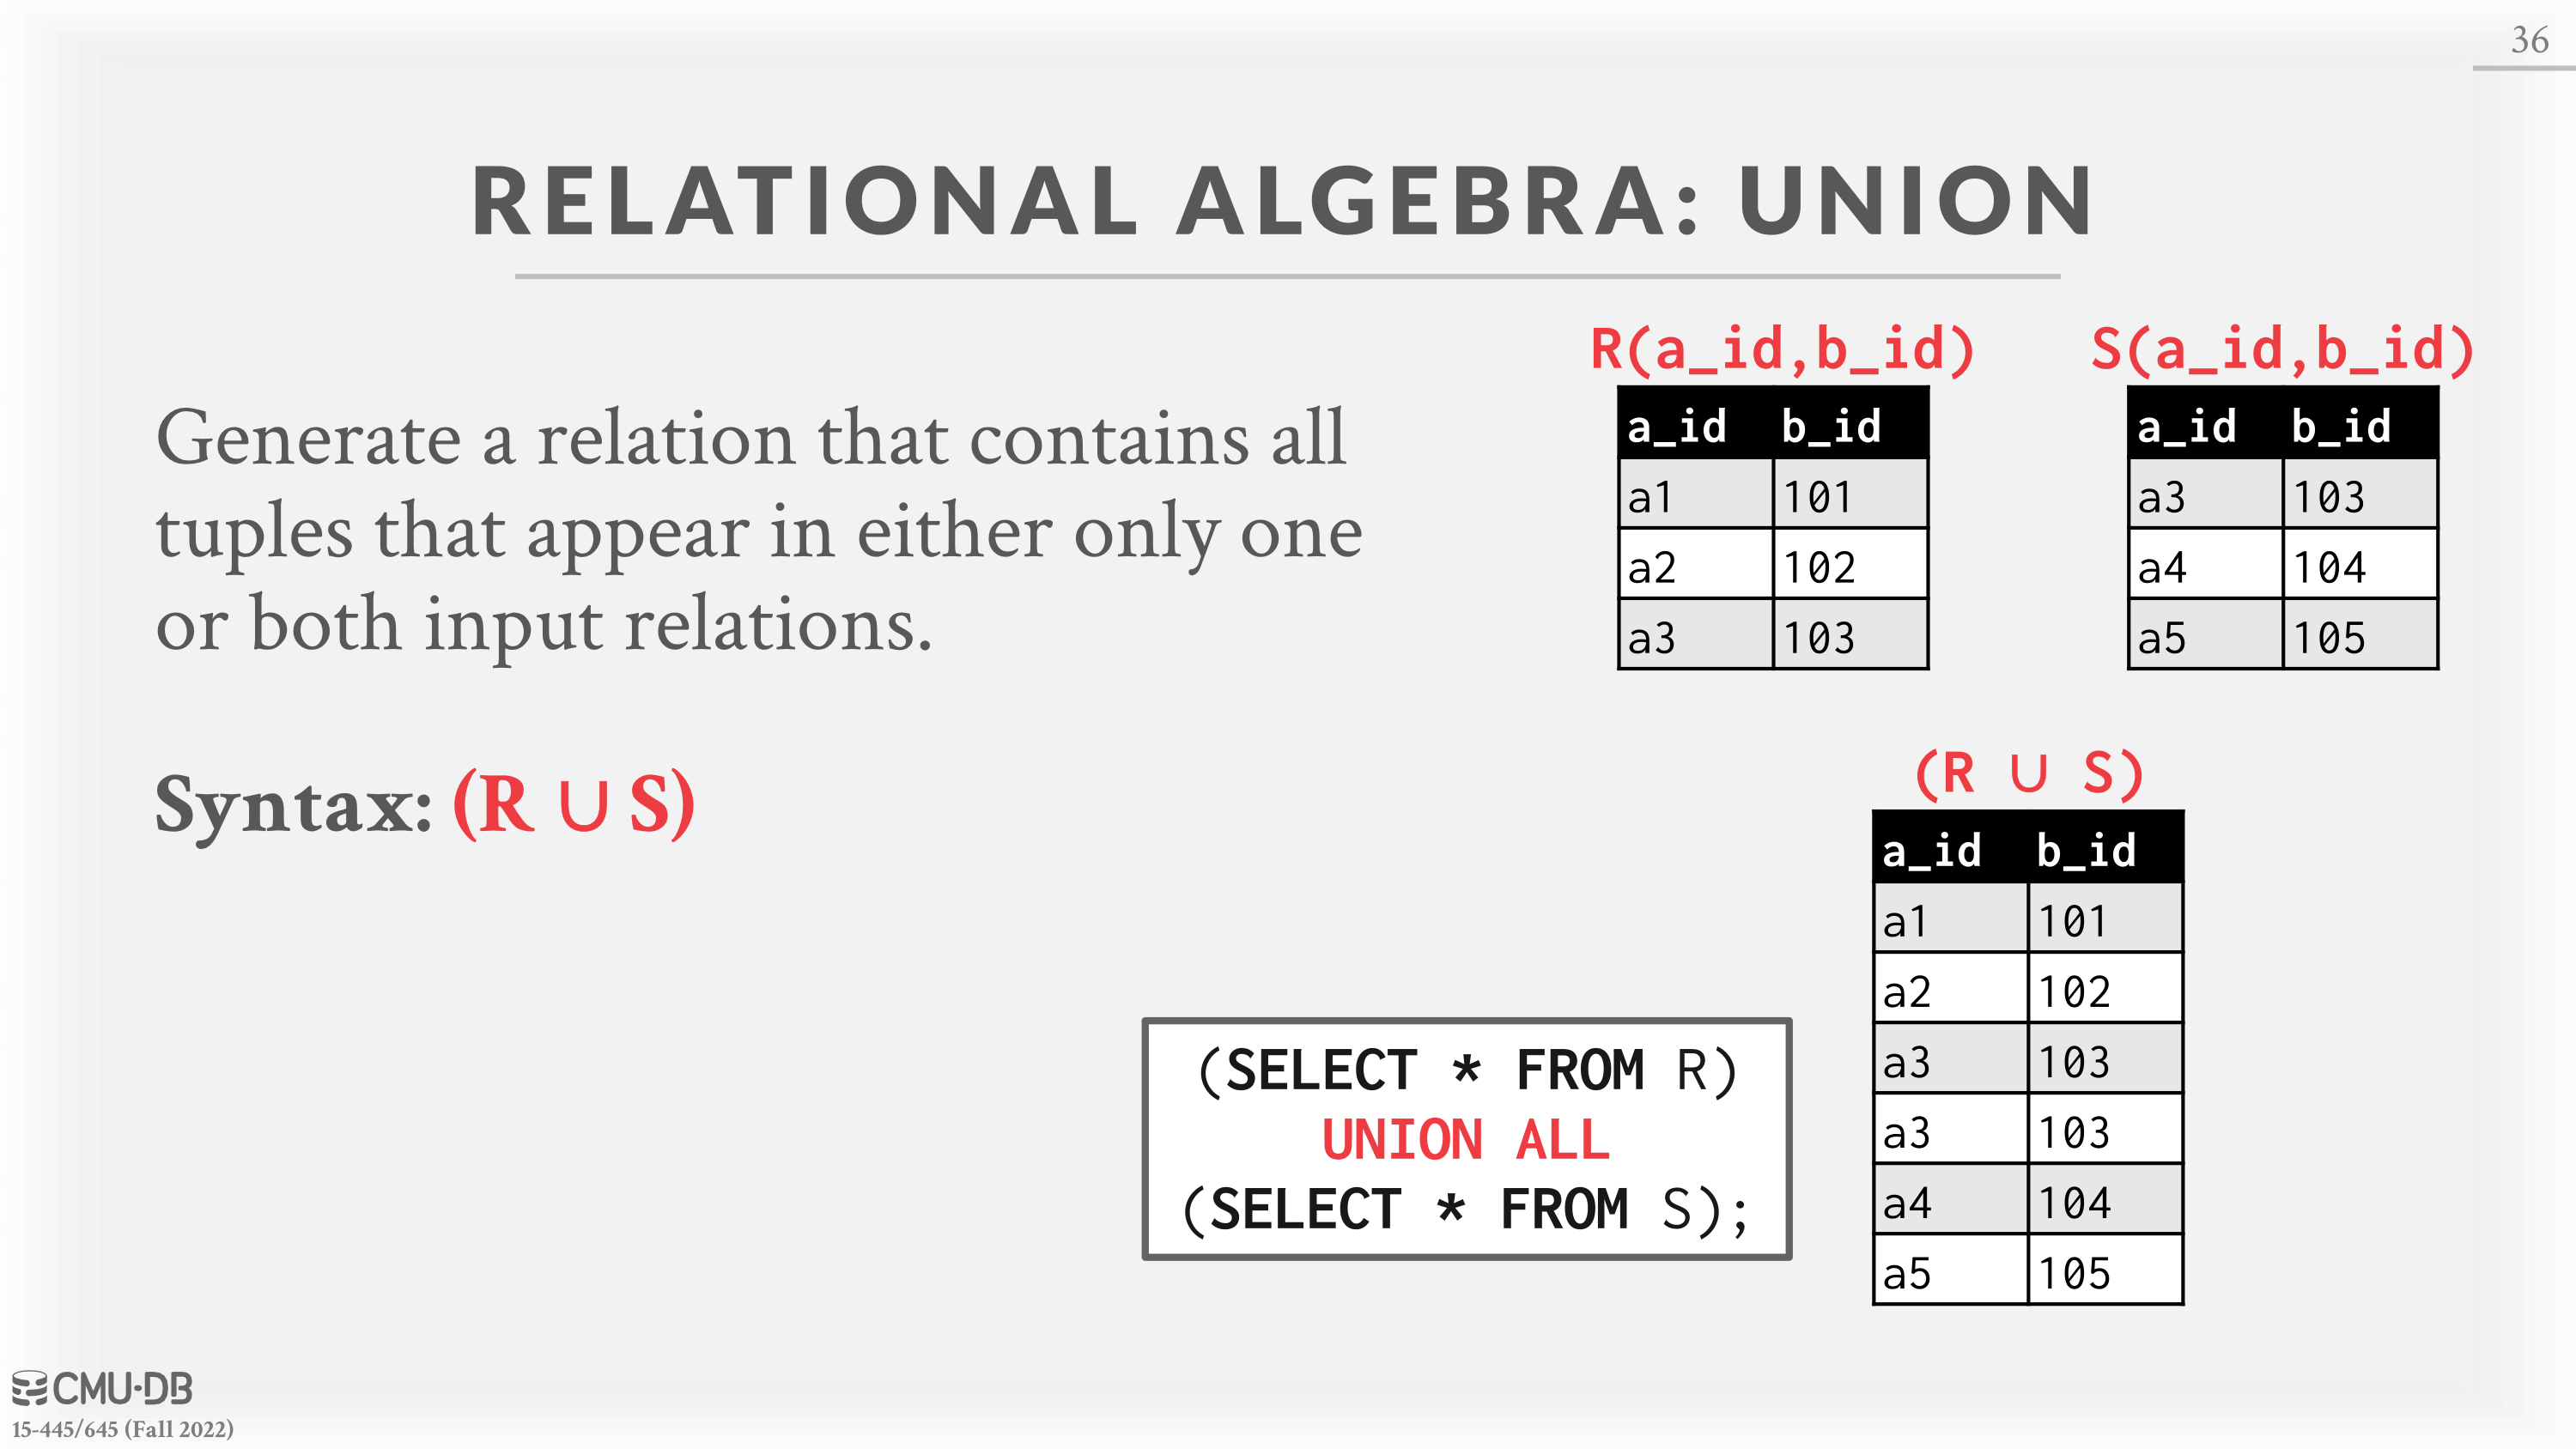 36
RELATIONAL ALGEBRA: UNION
Generate a relation that contains all
tuples that appear in either only one
or both input relations.
Syntax: (R ∪ S)
R(a_id,b_id)
a_id b_id
a1 101
a2 102
a3 103
S(a_id,b_id)
a_id b_id
a3 103
a4 104
a5 105
(R ∪ S)
a_id b_id
a1 101
a2 102
a3 103
a3 103
a4 104
a5 105
(SELECT * FROM R)
UNION ALL
(SELECT * FROM S);
CMU·DB
15-445/645 (Fall 2022)